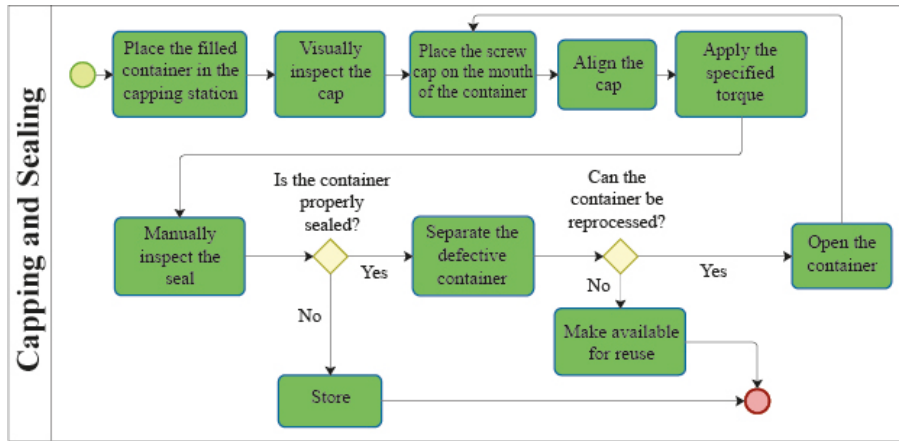 Capping and Sealing
Place the filled
container in the
capping station
Visually
inspect the
cap
Place the screw
cap on the mouth
of the container
Align the
cap
Apply the
specified
torque
Manually
inspect the
seal
Is the container
properly
sealed?
Yes
No
Separate the
defective
container
Can the
container be
reprocessed?
Yes
No
Open the
container
Make available
for reuse
Store